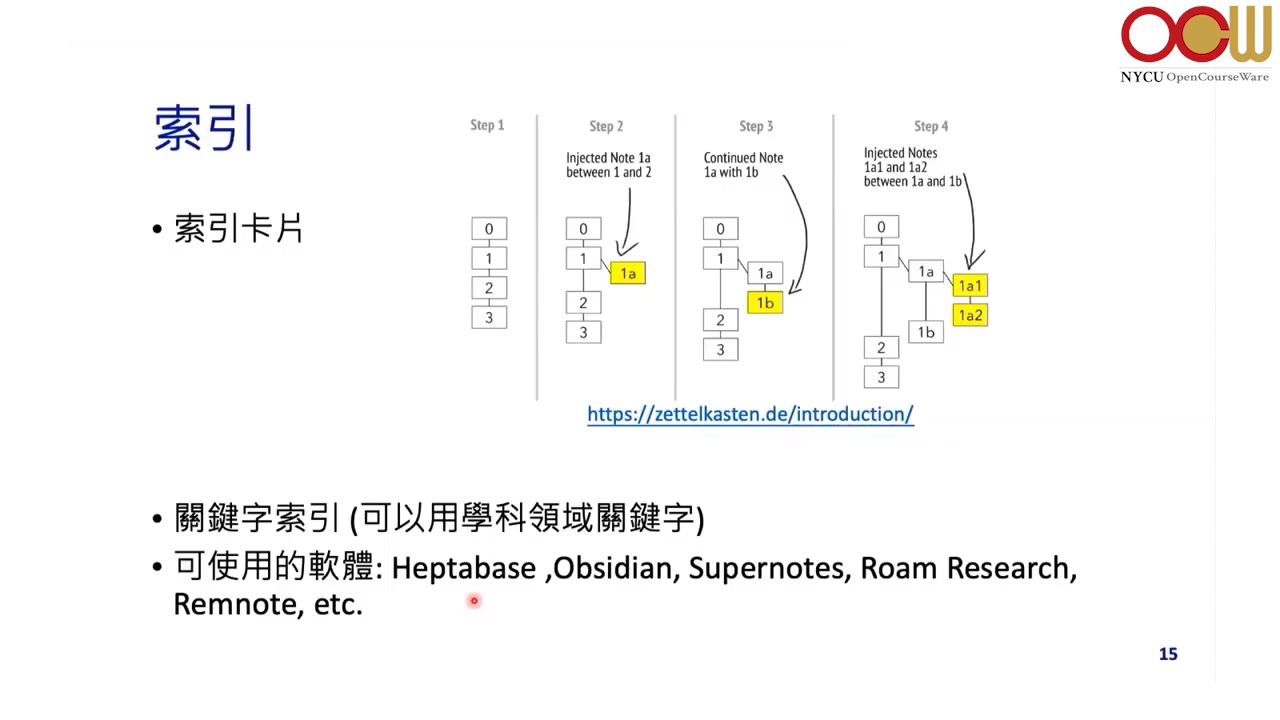 OCW
NYCU OpenCourseWare
索引
• 索引卡片
Step 1
Step 2
Injected Note 1a
between 1 and 2
Step 3
Continued Note
1a with 1b
Step 4
Injected Notes
1a1 and 1a2
between 1a and 1b
0
1
2
3
0
1
1a
2
3
0
1
1a
1b
2
3
0
1
1a
1a1
1a2
1b
2
3
https://zettelkasten.de/introduction/
• 關鍵字索引 (可以用學科領域關鍵字)
• 可使用的軟體: Heptabase ,Obsidian, Supernotes, Roam Research,
Remnote, etc.
15